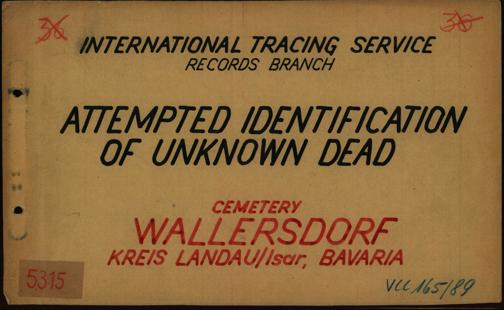 36 36
INTERNATIONAL TRACING SERVICE
RECORDS BRANCH
ATTEMPTED IDENTIFICATION
OF UNKNOWN DEAD
CEMETERY
WALLERSDORF
KREIS LANDAU/Isar, BAVARIA
5315
VCC 165/89